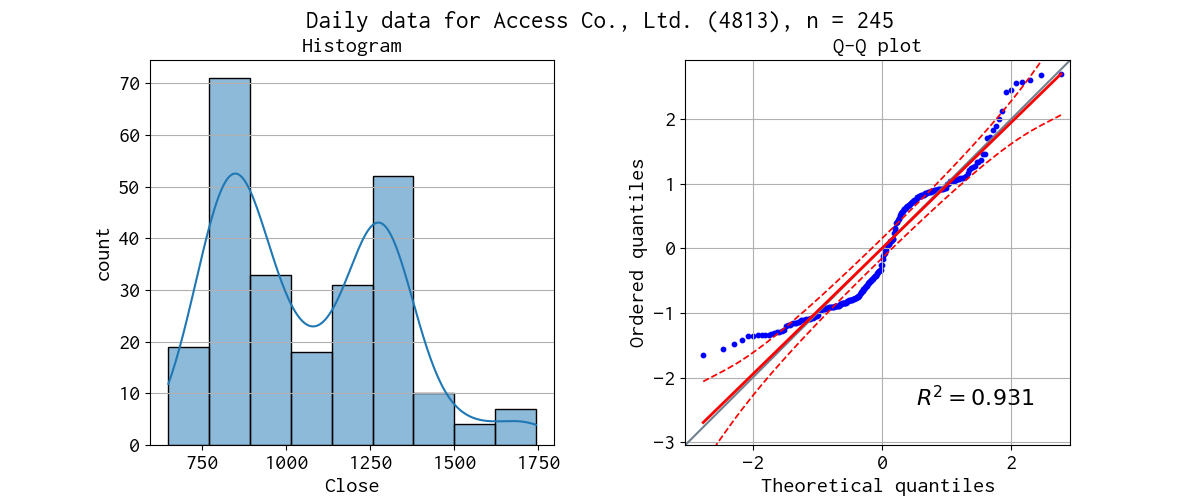 Daily data for Access Co., Ltd. (4813), n = 245
Histogram
count
70
60
50
40
30
20
10
0
750 1000 1250 1500 1750
Close
Q-Q plot
Ordered quantiles
2
1
0
−1
−2
−3
R² = 0.931
−2 0 2
Theoretical quantiles